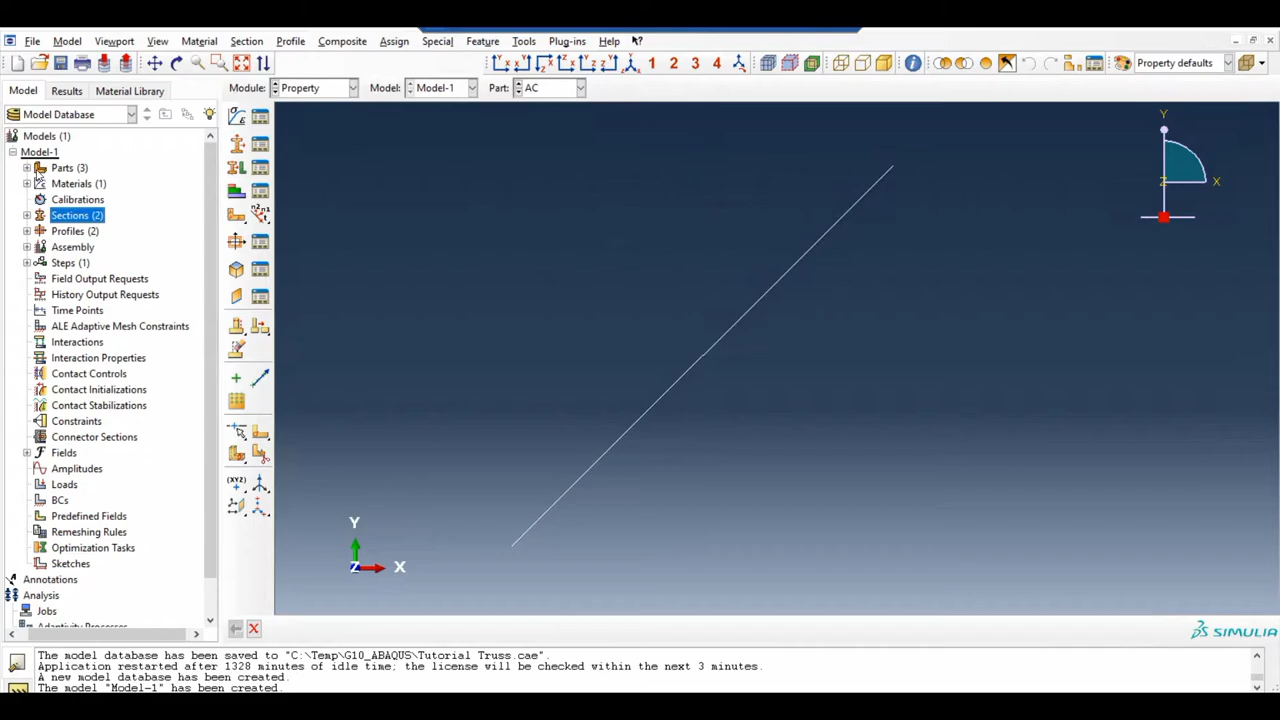 File Model Viewport View Material Section Profile Composite Assign Special Feature Tools Plug-ins Help
1 2 3 4 Property defaults
Model Results Material Library Module: Property Model: Model-1 Part: AC
Model Database
Models (1)
Model-1
Parts (3)
Materials (1)
Calibrations
Sections (2)
Profiles (2)
Assembly
Steps (1)
Field Output Requests
History Output Requests
Time Points
ALE Adaptive Mesh Constraints
Interactions
Interaction Properties
Contact Controls
Contact Initializations
Contact Stabilizations
Constraints
Connector Sections
Fields
Amplitudes
Loads
BCs
Predefined Fields
Remeshing Rules
Optimization Tasks
Sketches
Annotations
Analysis
Jobs
Adaptivity Processes
Y
Z X
Y
Z X
SIMULIA
The model database has been saved to "C:\Temp\G10_ABAQUS\Tutorial Truss.cae".
Application restarted after 1328 minutes of idle time; the license will be checked within the next 3 minutes.
A new model database has been created.
The model "Model-1" has been created.